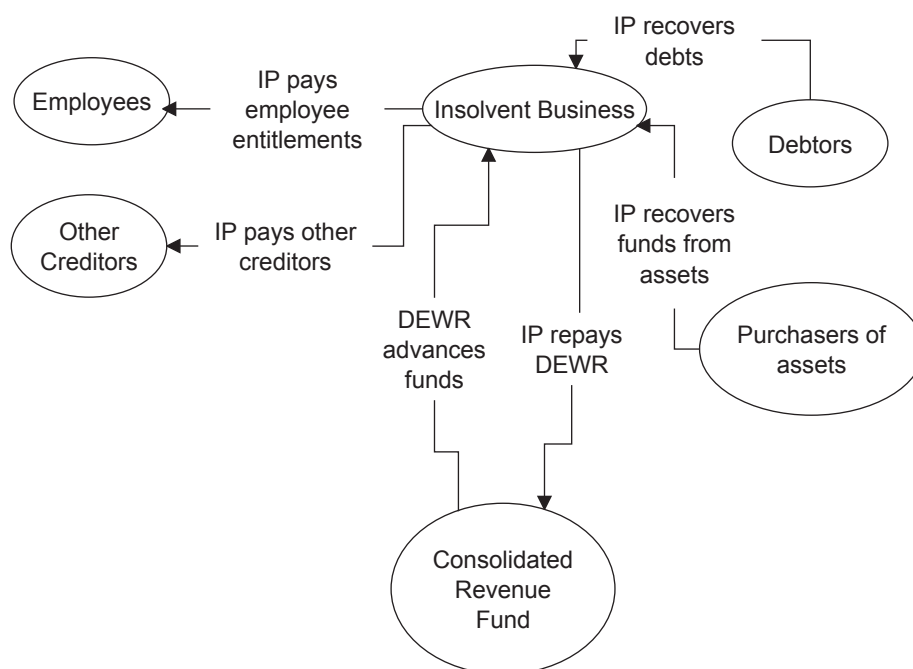 IP recovers
debts
Employees
IP pays
employee
entitlements
Insolvent Business
Debtors
Other
Creditors
IP pays other
creditors
IP recovers
funds from
assets
DEWR
advances
funds
IP repays
DEWR
Purchasers of
assets
Consolidated
Revenue
Fund